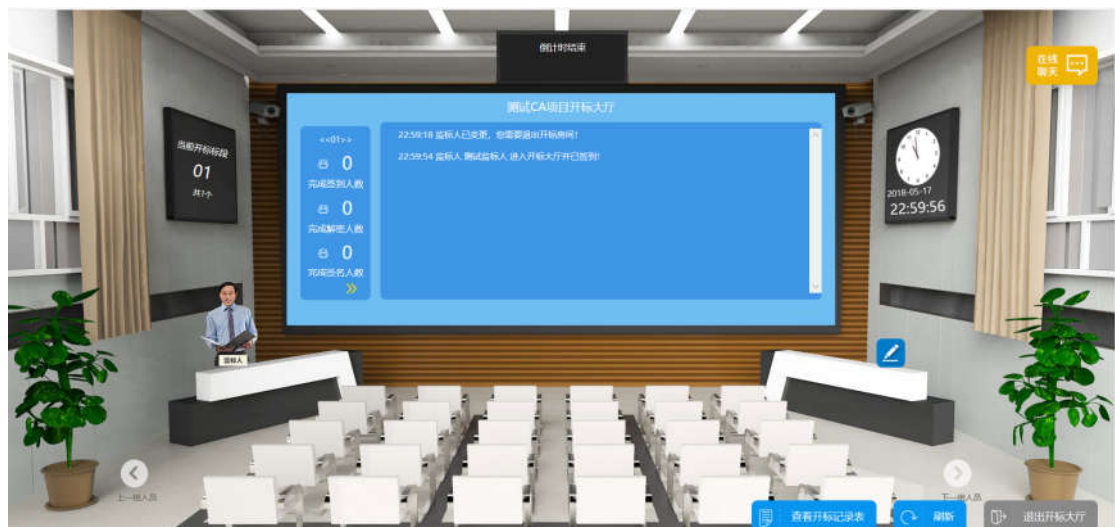 倒计时结束
在线
聊天
测试CA项目开标大厅
当前开标标段
01
共1个
<<01>>
0
完成签到人数
0
完成解密人数
0
完成签名人数
22:59:18 监标人已变更，您需要退出开标房间！
22:59:54 监标人 测试监标人 进入开标大厅并已签到！
2018-05-17
22:59:56
监标人
上一组人员
下一组人员
查看开标记录表
刷新
退出开标大厅